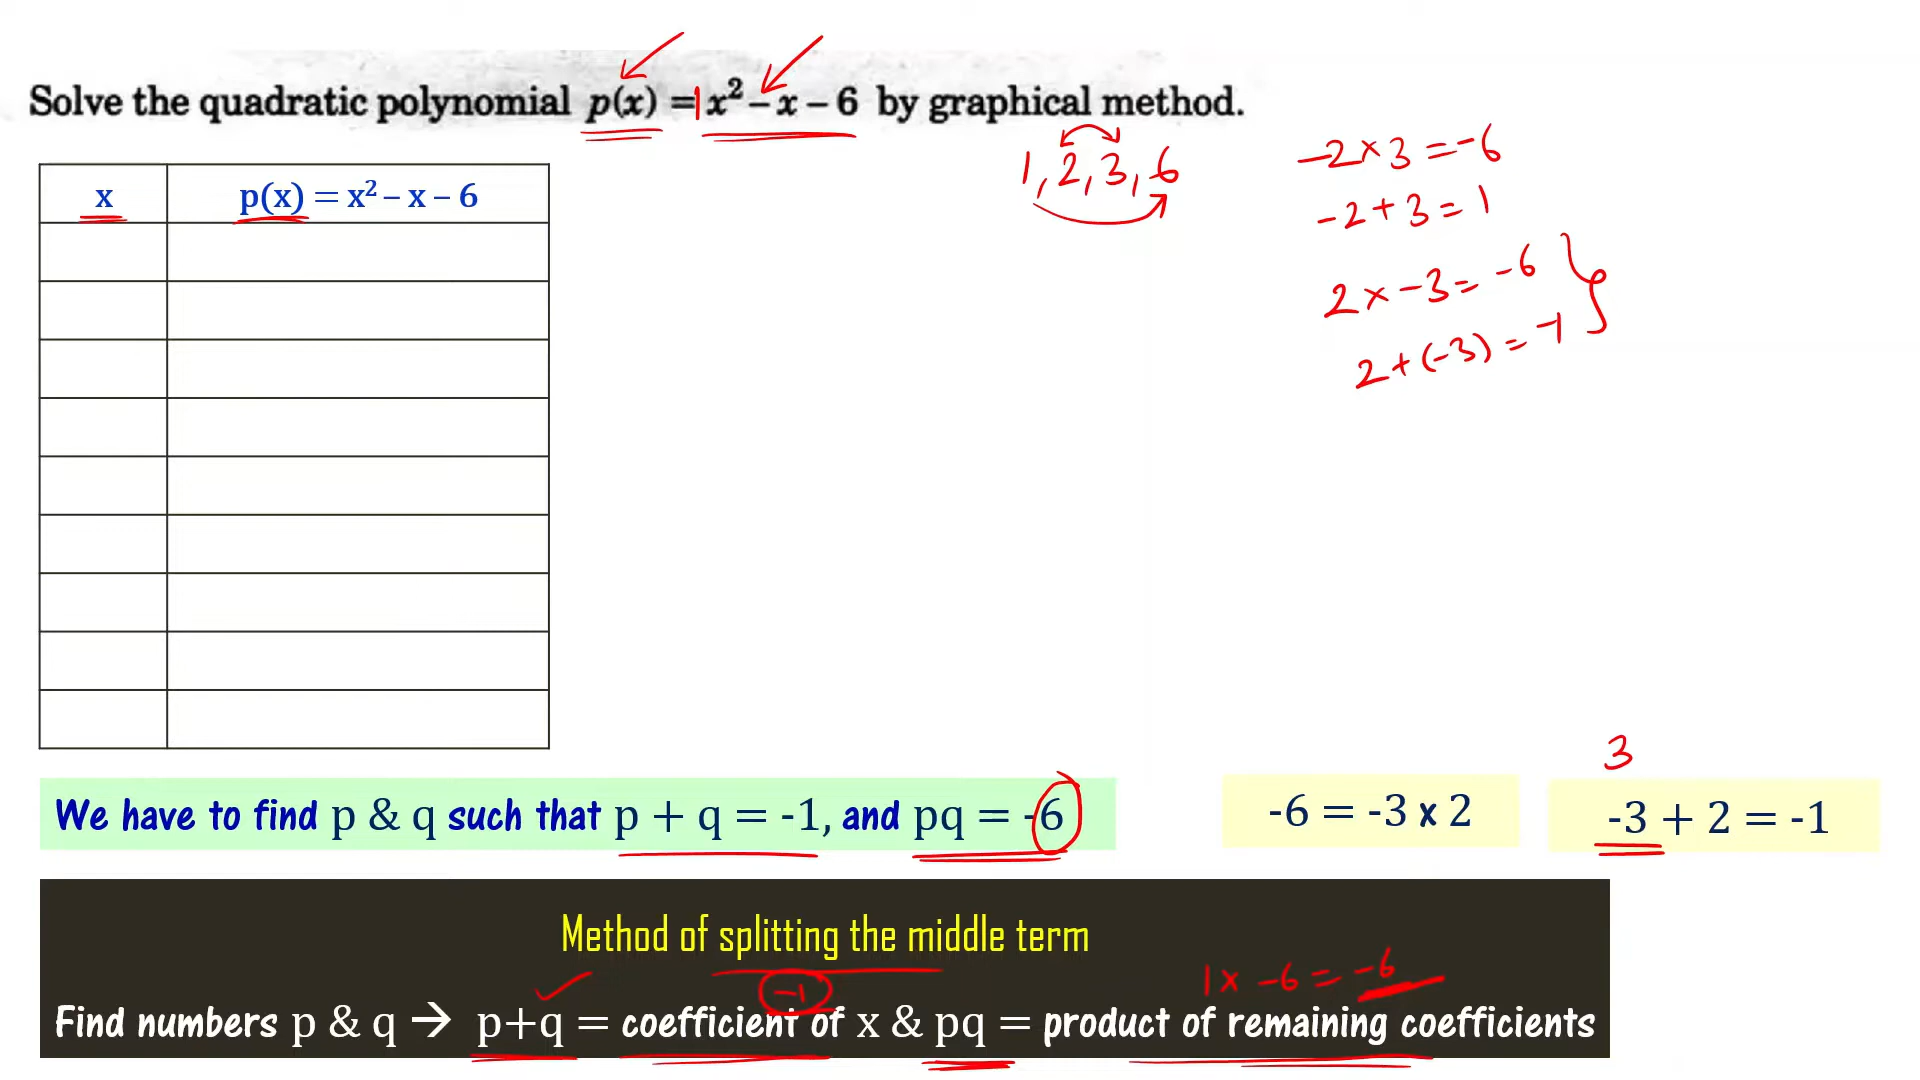 Solve the quadratic polynomial p(x) = 1x² – x – 6 by graphical method.
1, 2, 3, 6
-2 × 3 = -6
-2 + 3 = 1
2 × -3 = -6
2 + (-3) = -1
x p(x) = x² – x – 6
3
We have to find p & q such that p + q = -1, and pq = -6
-6 = -3 x 2
-3 + 2 = -1
Method of splitting the middle term
-1
1 × -6 = -6
Find numbers p & q → p+q = coefficient of x & pq = product of remaining coefficients